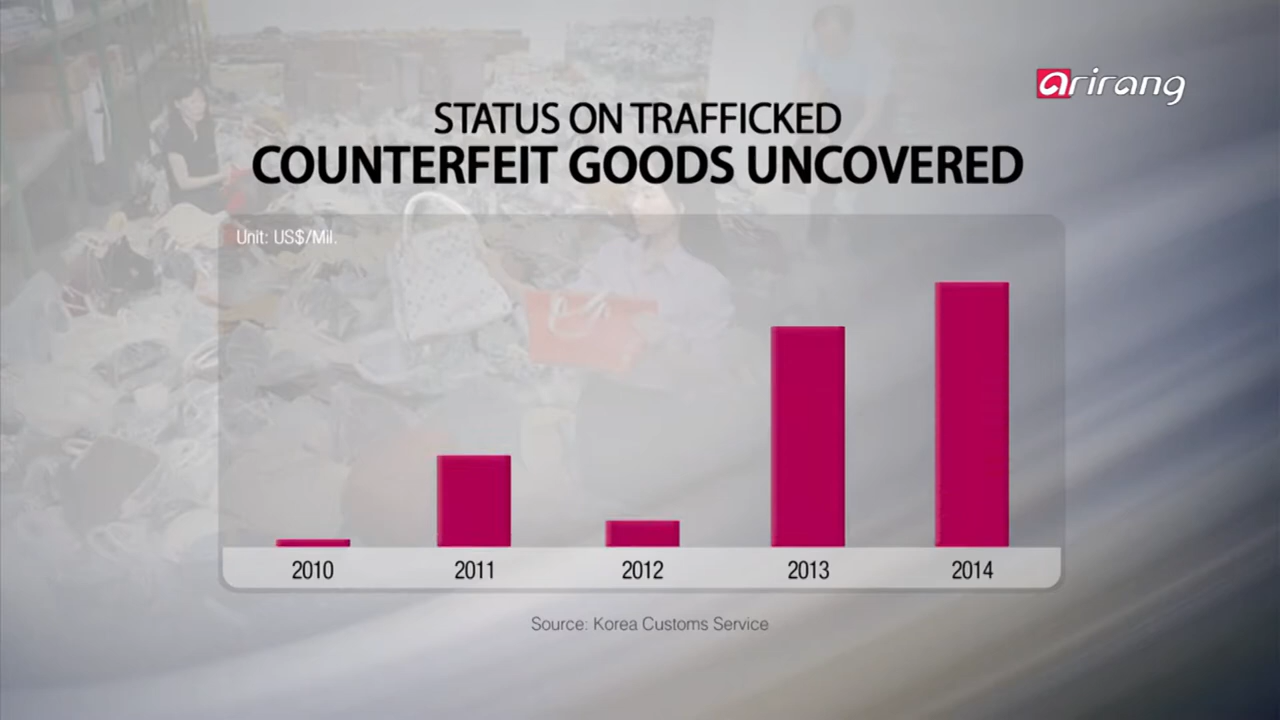 arirang
STATUS ON TRAFFICKED
COUNTERFEIT GOODS UNCOVERED
Unit: US$/Mil.
2010 2011 2012 2013 2014
Source: Korea Customs Service